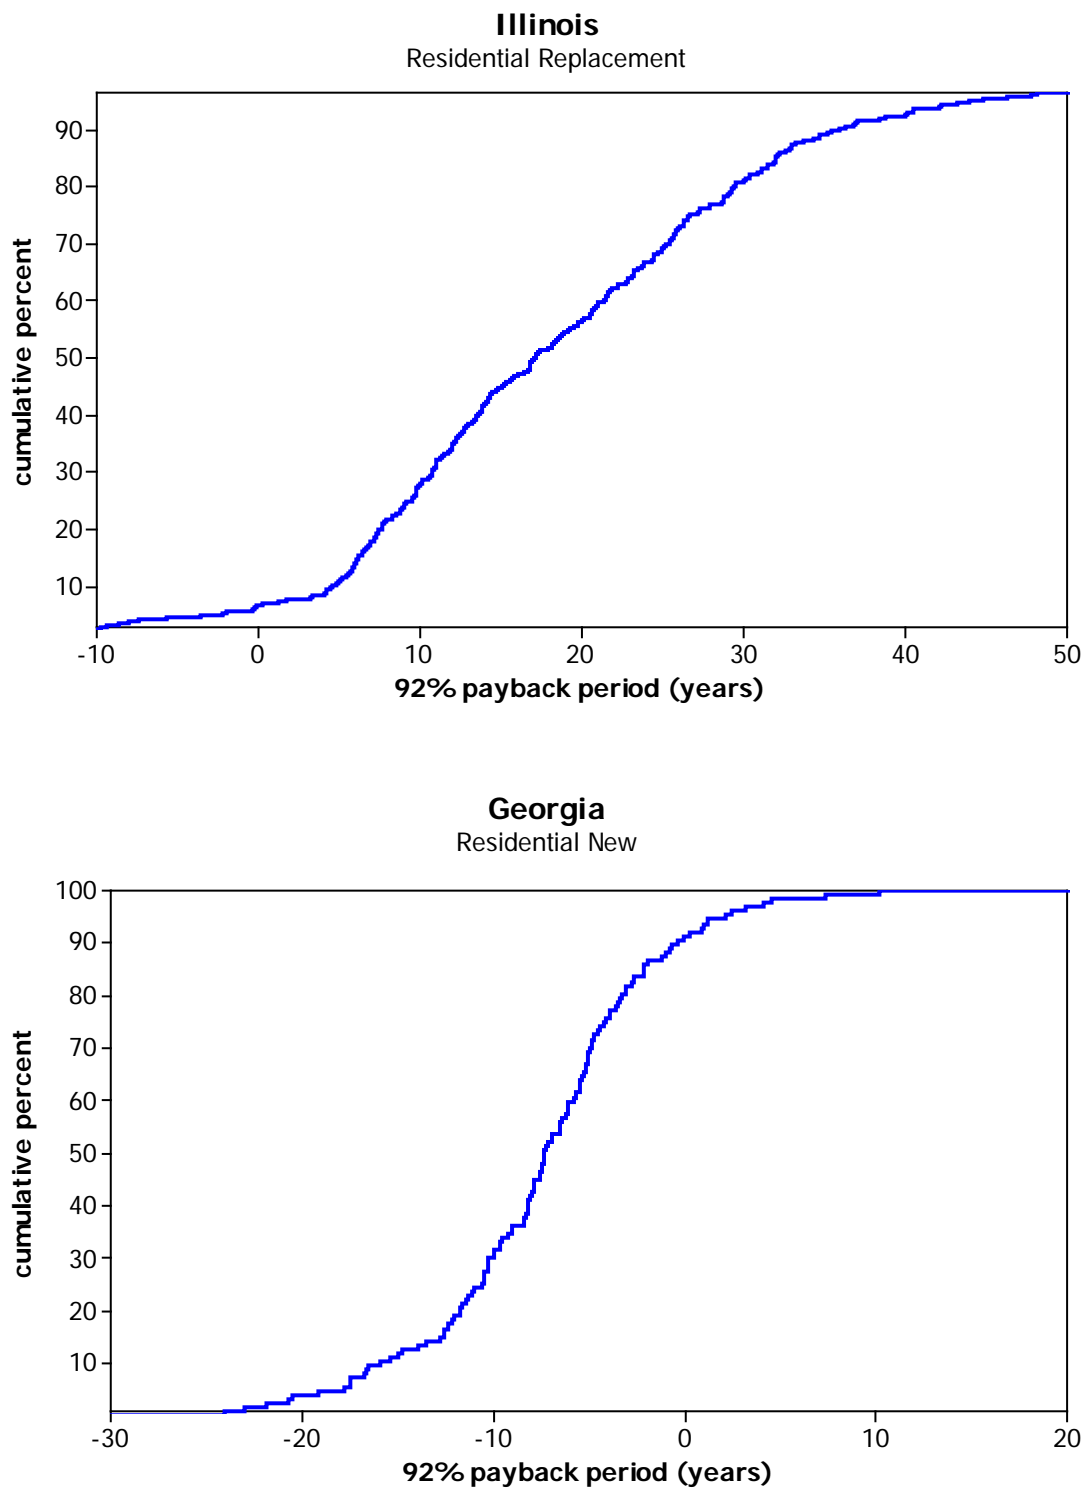 Illinois
Residential Replacement
90
80
70
60
50
40
30
20
10
cumulative percent
-10 0 10 20 30 40 50
92% payback period (years)
Georgia
Residential New
100
90
80
70
60
50
40
30
20
10
cumulative percent
-30 -20 -10 0 10 20
92% payback period (years)